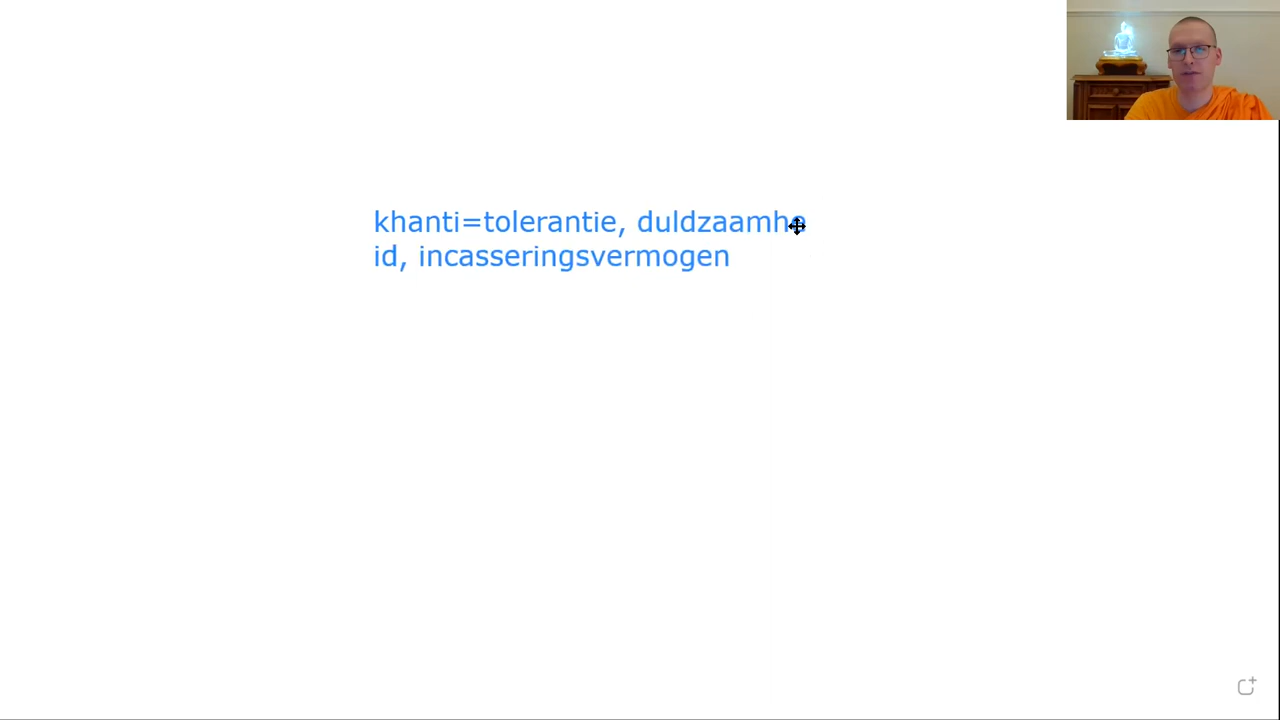 khanti=tolerantie, duldzaamhe
id, incasseringsvermogen